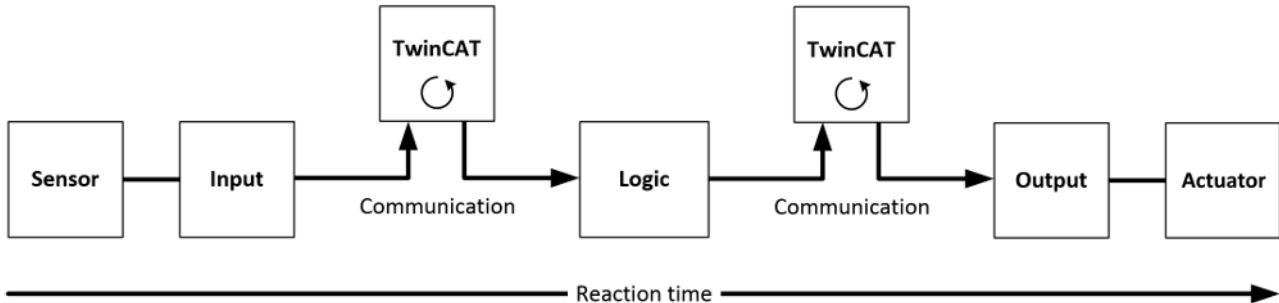 TwinCAT
TwinCAT
Sensor
Input
Communication
Logic
Communication
Output
Actuator
Reaction time